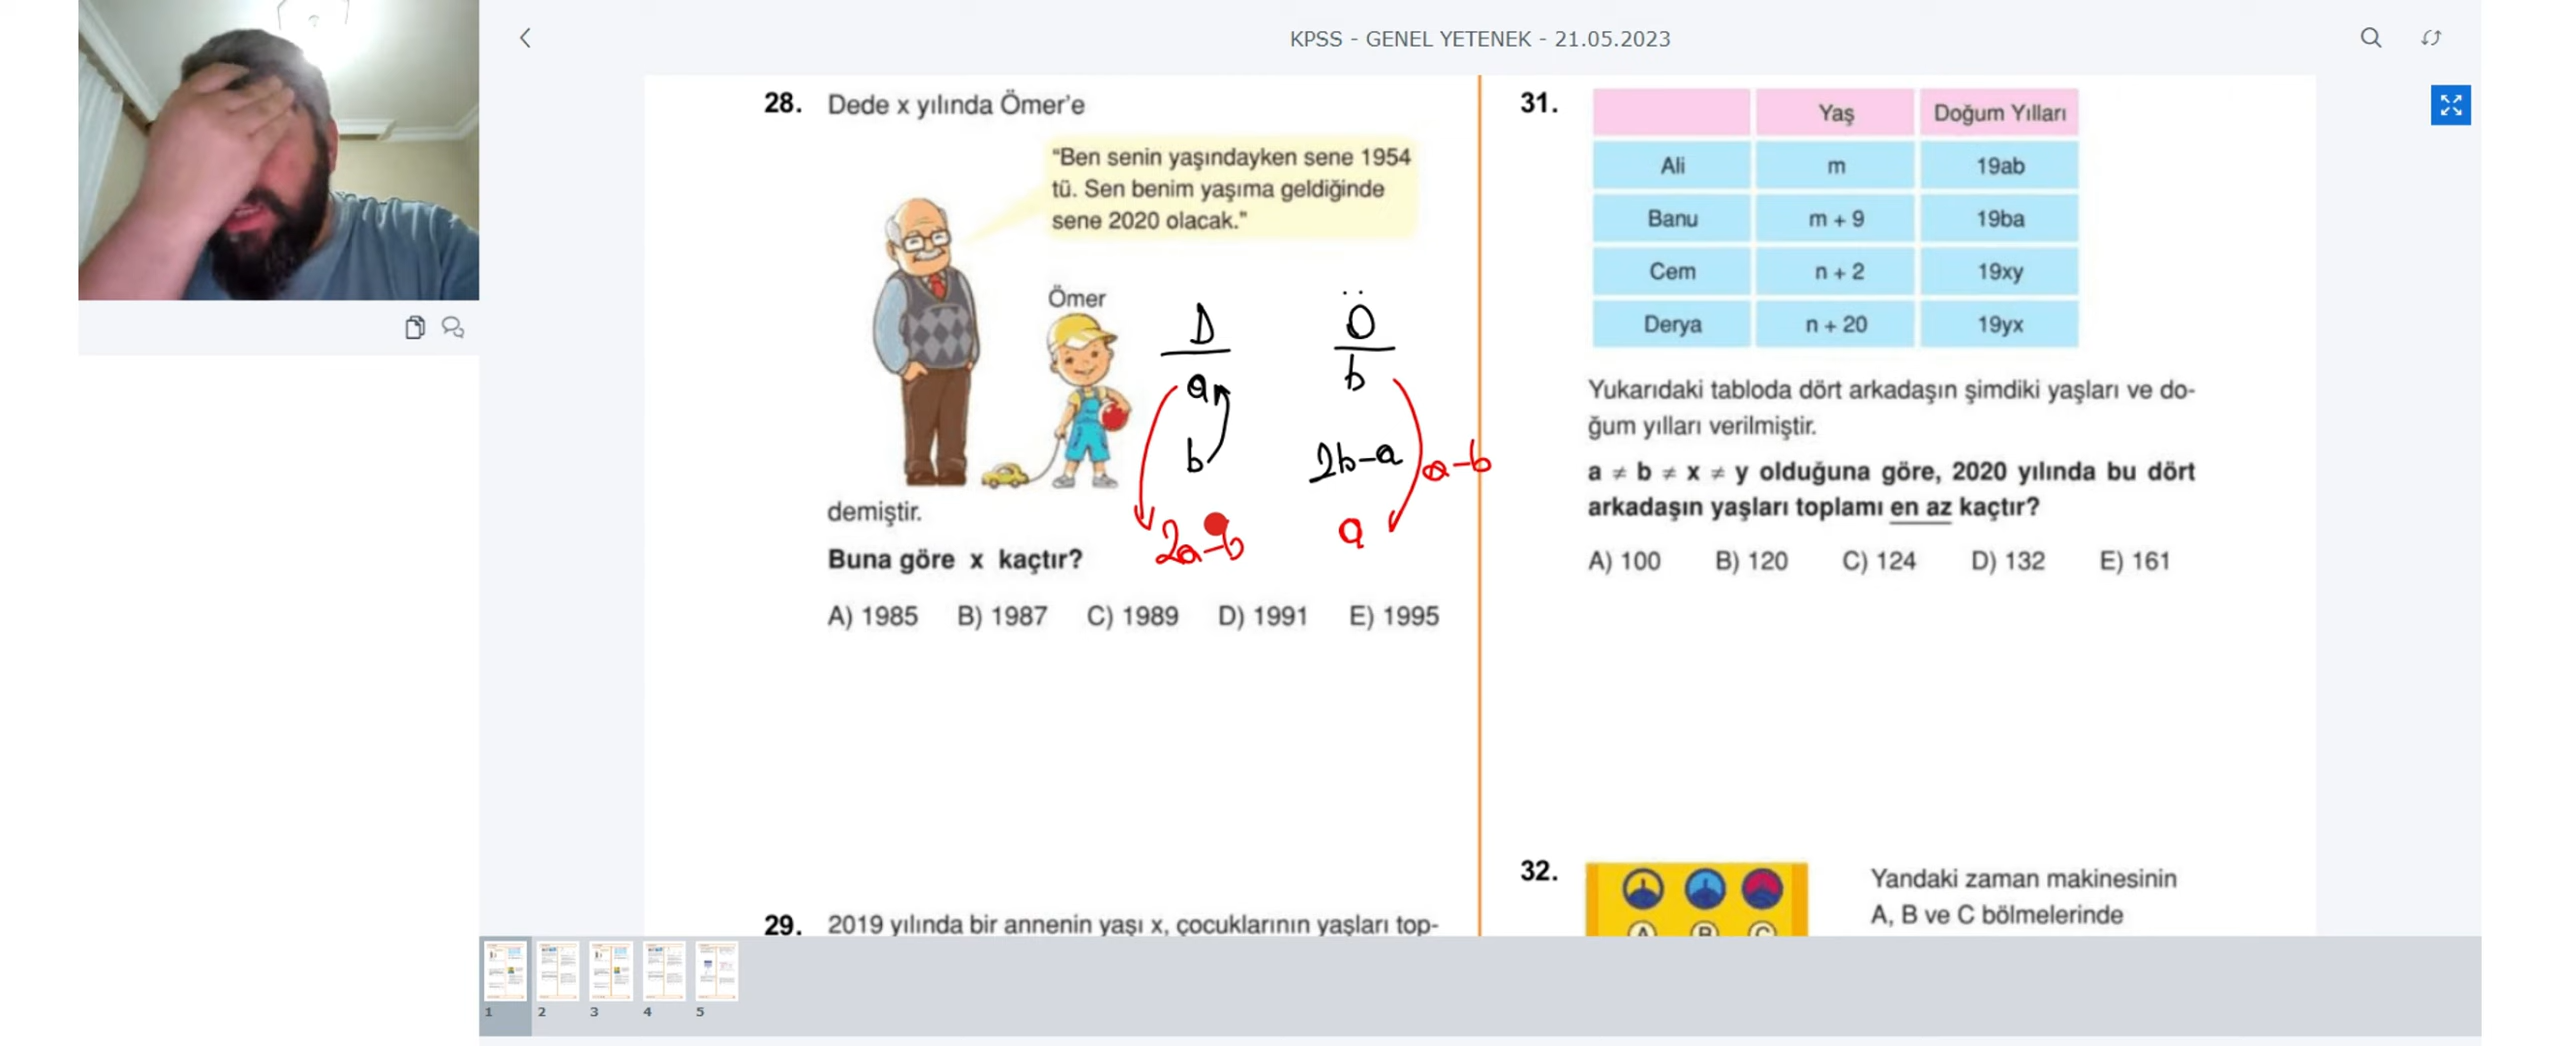 KPSS - GENEL YETENEK - 21.05.2023
28. Dede x yılında Ömer'e
"Ben senin yaşındayken sene 1954
tü. Sen benim yaşıma geldiğinde
sene 2020 olacak."
Ömer
D Ö
a b
b 2b-a a-b
2a-b a
demiştir.
Buna göre x kaçtır?
A) 1985 B) 1987 C) 1989 D) 1991 E) 1995
29. 2019 yılında bir annenin yaşı x, çocuklarının yaşları top-
31. Yaş Doğum Yılları
Ali m 19ab
Banu m + 9 19ba
Cem n + 2 19xy
Derya n + 20 19yx
Yukarıdaki tabloda dört arkadaşın şimdiki yaşları ve do-
ğum yılları verilmiştir.
a ≠ b ≠ x ≠ y olduğuna göre, 2020 yılında bu dört
arkadaşın yaşları toplamı en az kaçtır?
A) 100 B) 120 C) 124 D) 132 E) 161
32. Yandaki zaman makinesinin
A, B ve C bölmelerinde
A B C
1 2 3 4 5